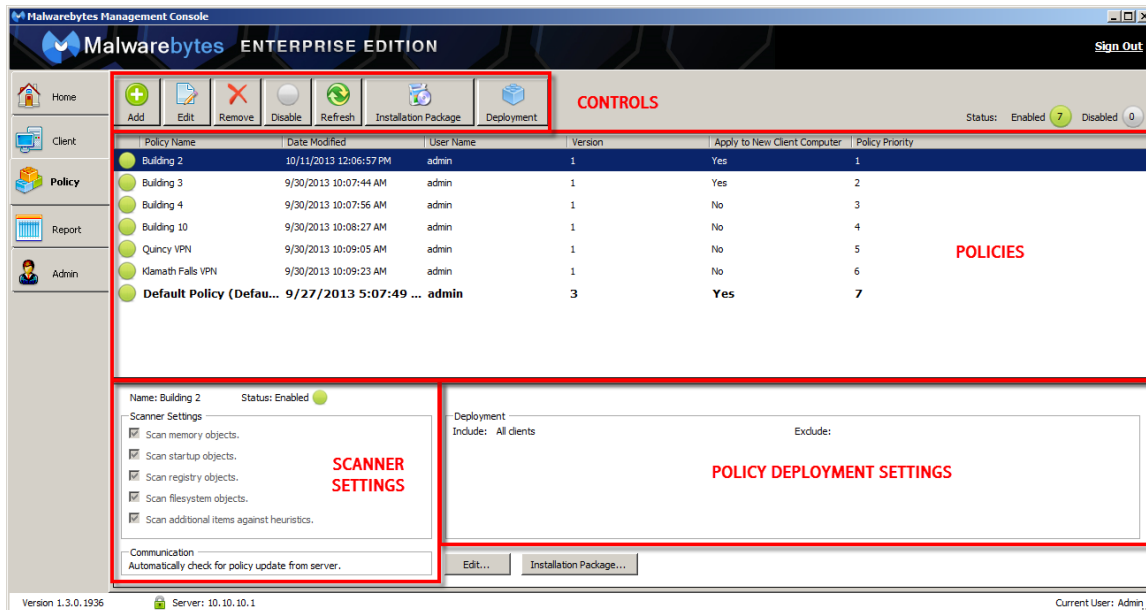 Malwarebytes Management Console
Malwarebytes ENTERPRISE EDITION
Sign Out
Home
Client
Policy
Report
Admin
Add Edit Remove Disable Refresh Installation Package Deployment
CONTROLS
Status: Enabled 7 Disabled 0
Policy Name Date Modified User Name Version Apply to New Client Computer Policy Priority
Building 2 10/11/2013 12:06:57 PM admin 1 Yes 1
Building 3 9/30/2013 10:07:44 AM admin 1 Yes 2
Building 4 9/30/2013 10:07:56 AM admin 1 No 3
Building 10 9/30/2013 10:08:27 AM admin 1 No 4
Quincy VPN 9/30/2013 10:09:05 AM admin 1 No 5
Klamath Falls VPN 9/30/2013 10:09:23 AM admin 1 No 6
Default Policy (Defau... 9/27/2013 5:07:49 ... admin 3 Yes 7
POLICIES
Name: Building 2 Status: Enabled
Scanner Settings
Scan memory objects.
Scan startup objects.
Scan registry objects.
Scan filesystem objects.
Scan additional items against heuristics.
SCANNER
SETTINGS
Communication
Automatically check for policy update from server.
Deployment
Include: All clients Exclude:
POLICY DEPLOYMENT SETTINGS
Edit... Installation Package...
Version 1.3.0.1936 Server: 10.10.10.1 Current User: Admin